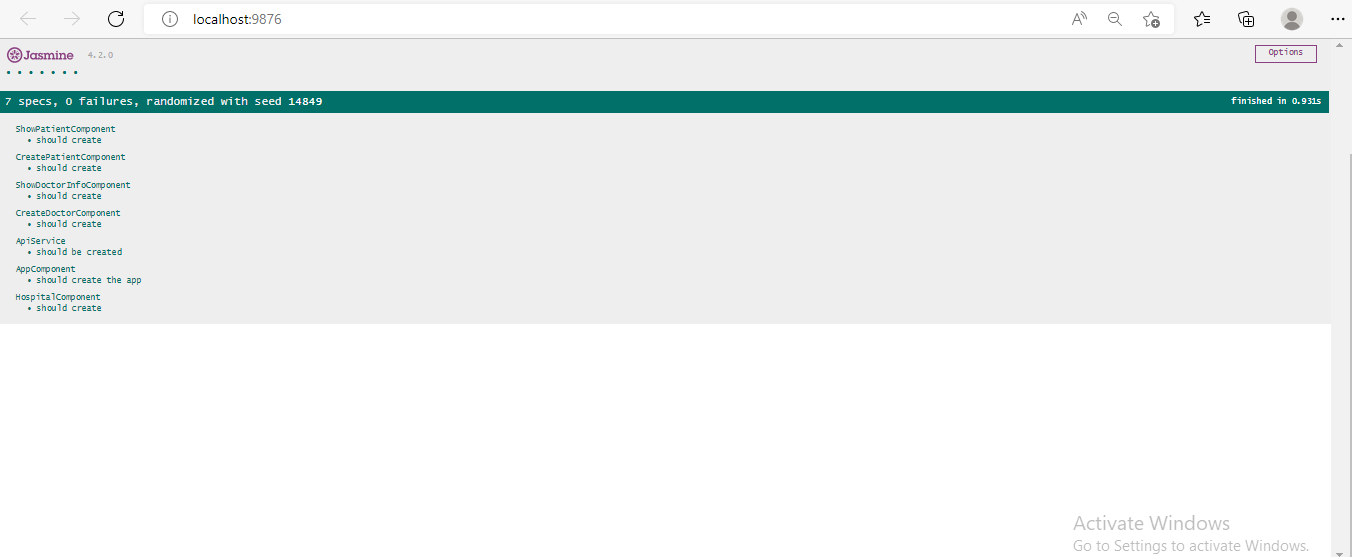 localhost:9876
Jasmine 4.2.0
Options
• • • • • • •
7 specs, 0 failures, randomized with seed 14849
finished in 0.931s
ShowPatientComponent
• should create
CreatePatientComponent
• should create
ShowDoctorInfoComponent
• should create
CreateDoctorComponent
• should create
ApiService
• should be created
AppComponent
• should create the app
HospitalComponent
• should create
Activate Windows
Go to Settings to activate Windows.